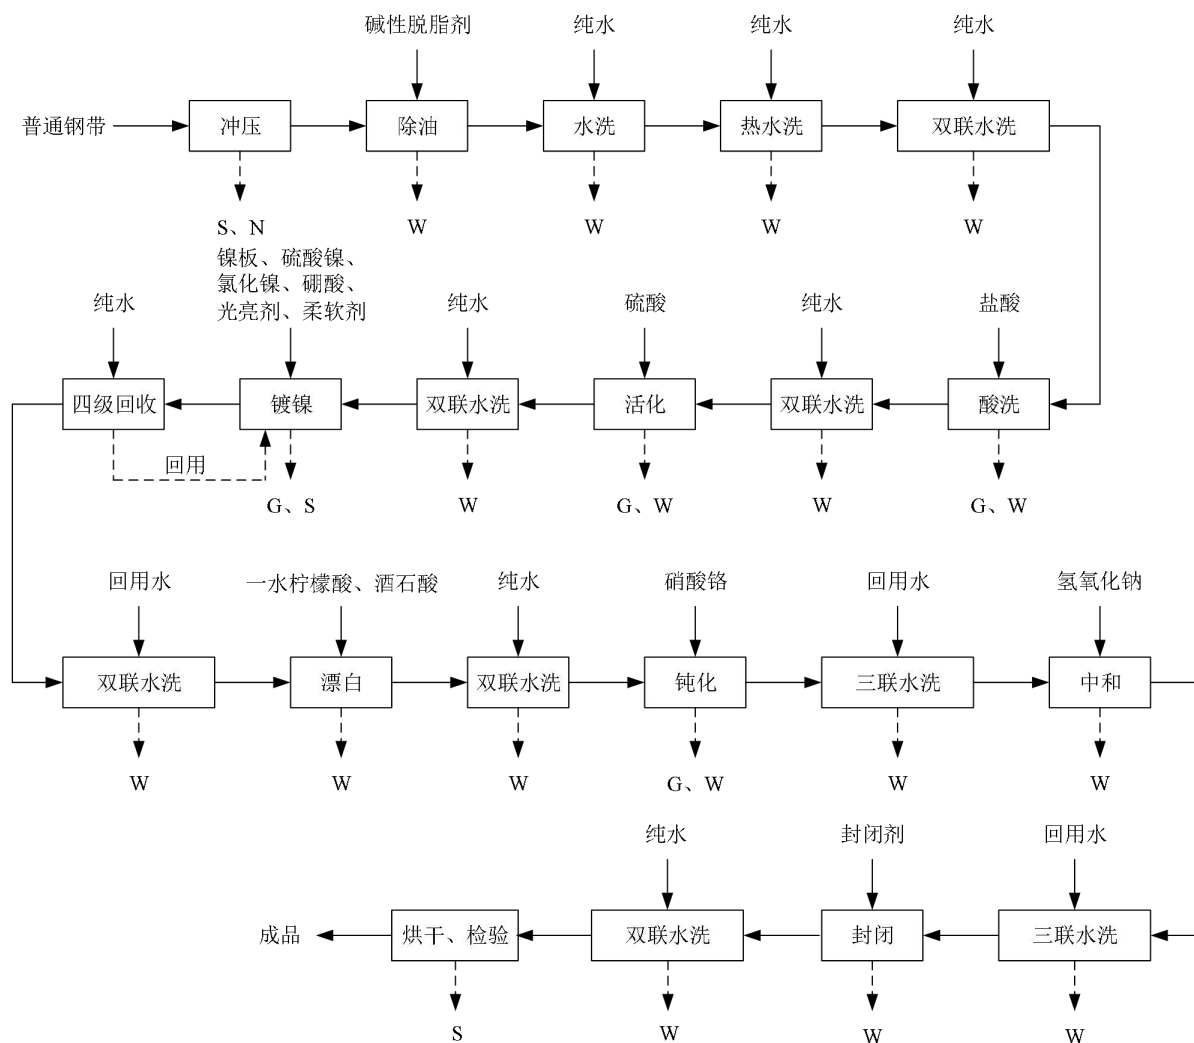 碱性脱脂剂
纯水
纯水
纯水
普通钢带
冲压
除油
水洗
热水洗
双联水洗
S、N
W
W
W
W
镍板、硫酸镍、
氯化镍、硼酸、
光亮剂、柔软剂
纯水
纯水
硫酸
纯水
盐酸
四级回收
镀镍
双联水洗
活化
双联水洗
酸洗
回用
G、S
W
G、W
W
G、W
回用水
一水柠檬酸、酒石酸
纯水
硝酸铬
回用水
氢氧化钠
双联水洗
漂白
双联水洗
钝化
三联水洗
中和
W
W
W
G、W
W
W
纯水
封闭剂
回用水
成品
烘干、检验
双联水洗
封闭
三联水洗
S
W
W
W